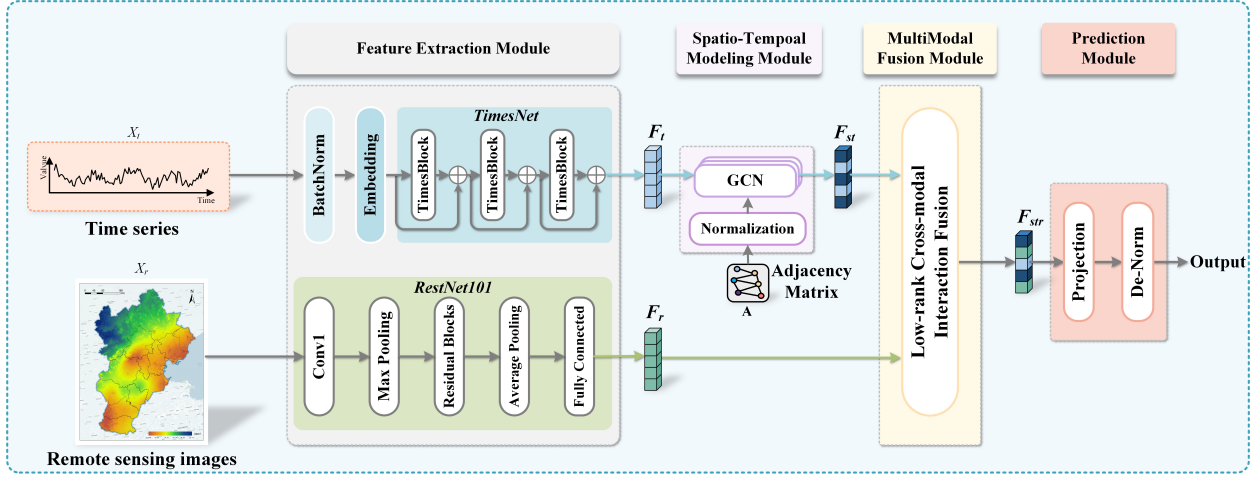 Feature Extraction Module
Spatio-Tempoal
Modeling Module
MultiModal
Fusion Module
Prediction
Module
X_t
Valaue
Time
Time series
BatchNorm
Embedding
TimesNet
TimesBlock
TimesBlock
TimesBlock
F_t
GCN
Normalization
Adjacency
Matrix
A
F_st
X_r
Remote sensing images
RestNet101
Conv1
Max Pooling
Residual Blocks
Average Pooling
Fully Connected
F_r
Low-rank Cross-modal
Interaction Fusion
F_str
Projection
De-Norm
Output